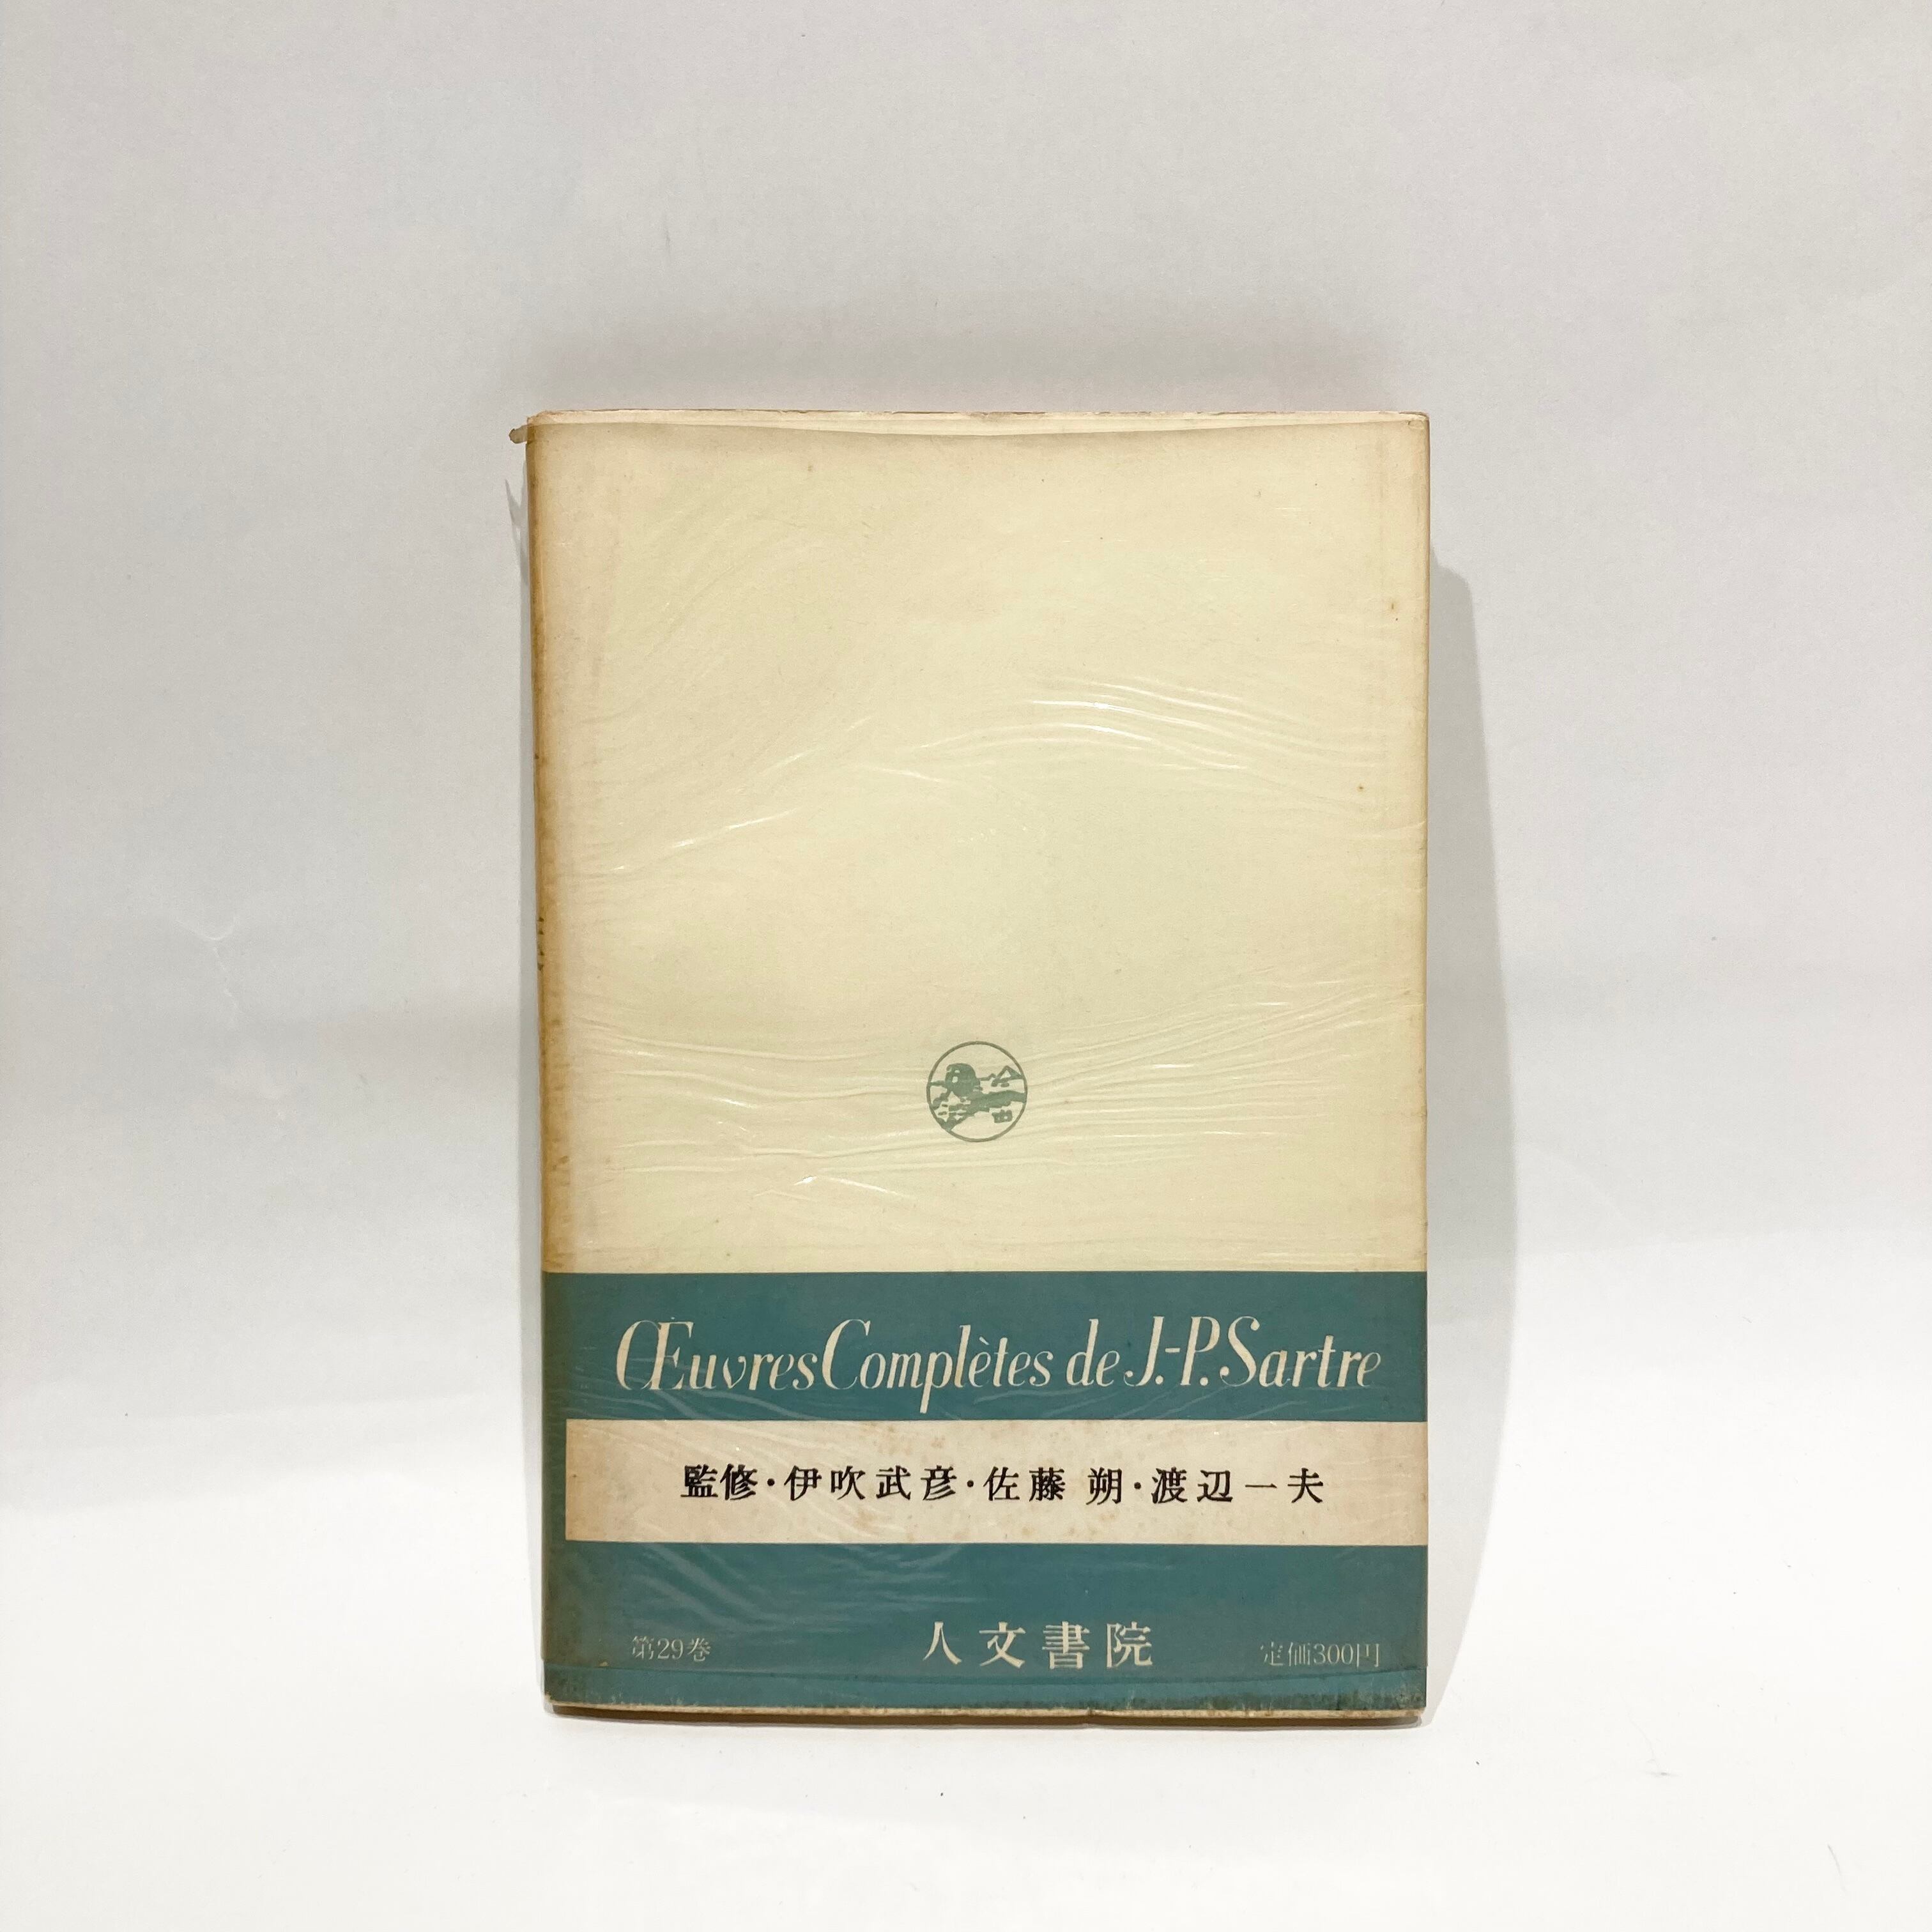 Œuvres Complètes de J.-P. Sartre
監修・伊吹武彦・佐藤 朔・渡辺一夫
第29巻 人文書院 定価300円